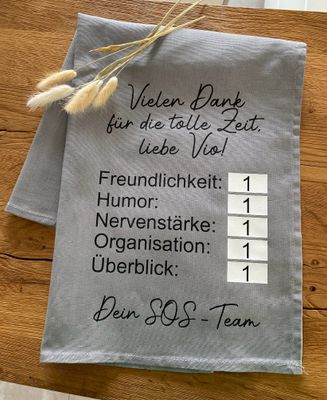 Vielen Dank
für die tolle Zeit,
liebe Vio!
Freundlichkeit: 1
Humor: 1
Nervenstärke: 1
Organisation: 1
Überblick: 1
Dein SOS-Team